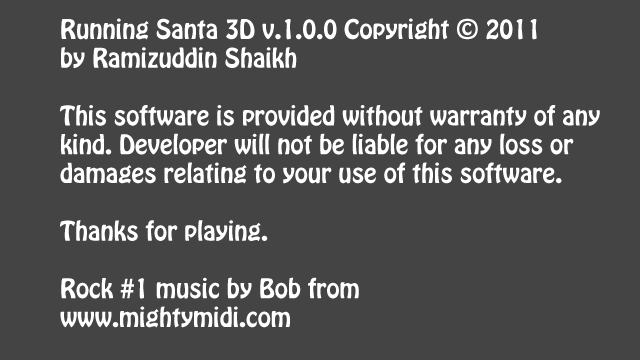 Running Santa 3D v.1.0.0 Copyright © 2011
by Ramizuddin Shaikh
This software is provided without warranty of any
kind. Developer will not be liable for any loss or
damages relating to your use of this software.
Thanks for playing.
Rock #1 music by Bob from
www.mightymidi.com